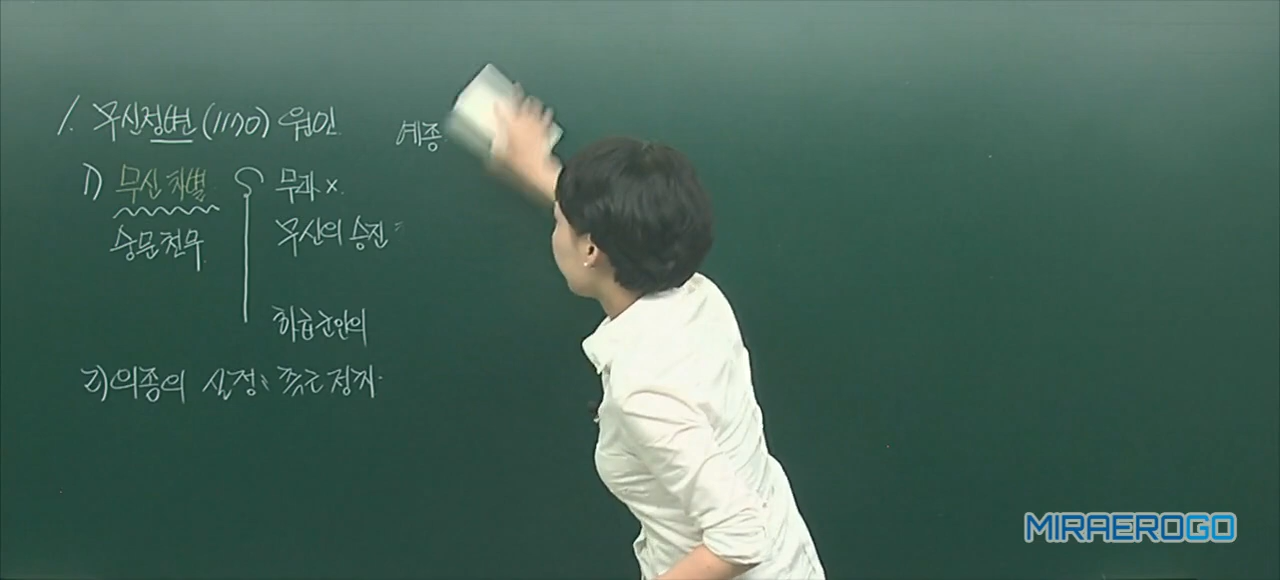 1. 무신정변(1170) 원인 예종
1) 무신 차별 무과 x.
숭문천무 무신의 승진
하급군인의
2) 의종의 실정: 측근정치
MIRAEROGO